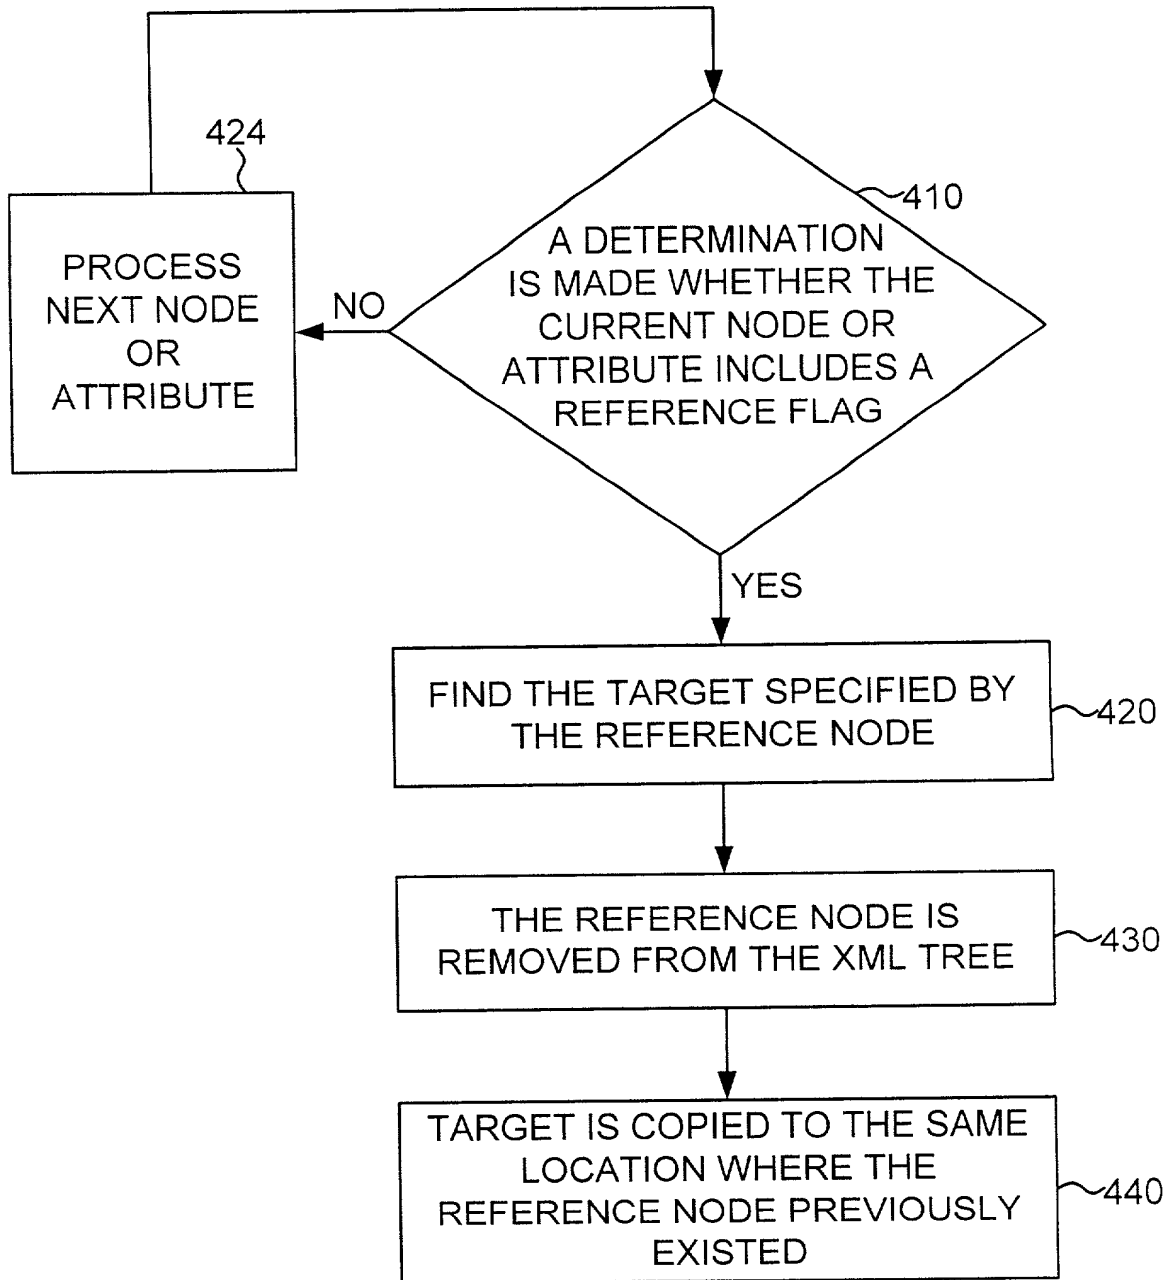 424
PROCESS
NEXT NODE
OR
ATTRIBUTE
NO
410
A DETERMINATION
IS MADE WHETHER THE
CURRENT NODE OR
ATTRIBUTE INCLUDES A
REFERENCE FLAG
YES
FIND THE TARGET SPECIFIED BY
THE REFERENCE NODE
420
THE REFERENCE NODE IS
REMOVED FROM THE XML TREE
430
TARGET IS COPIED TO THE SAME
LOCATION WHERE THE
REFERENCE NODE PREVIOUSLY
EXISTED
440